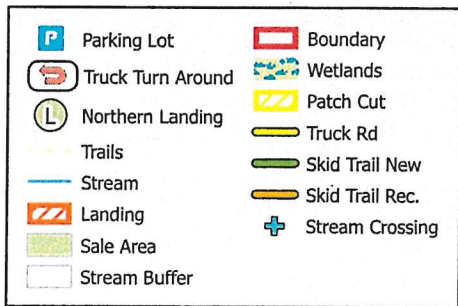 P Parking Lot
Truck Turn Around
L Northern Landing
Trails
Stream
Landing
Sale Area
Stream Buffer
Boundary
Wetlands
Patch Cut
Truck Rd
Skid Trail New
Skid Trail Rec.
Stream Crossing